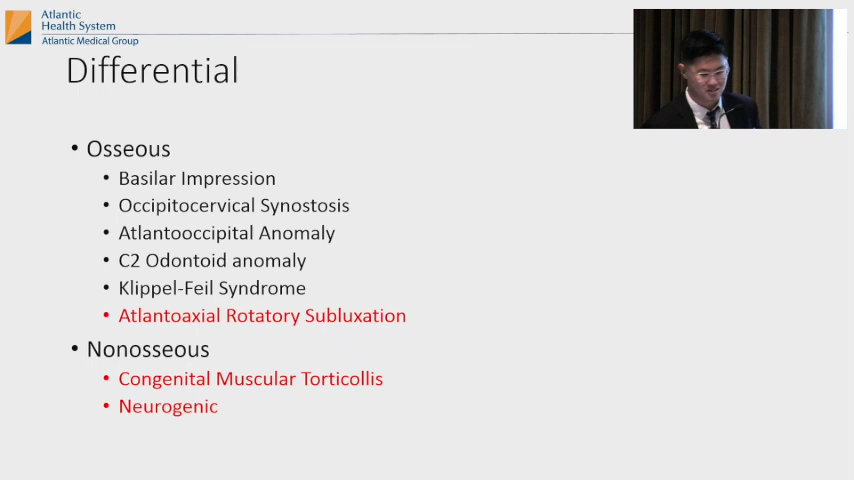 Atlantic
Health System
Atlantic Medical Group
Differential
• Osseous
• Basilar Impression
• Occipitocervical Synostosis
• Atlantooccipital Anomaly
• C2 Odontoid anomaly
• Klippel-Feil Syndrome
• Atlantoaxial Rotatory Subluxation
• Nonosseous
• Congenital Muscular Torticollis
• Neurogenic